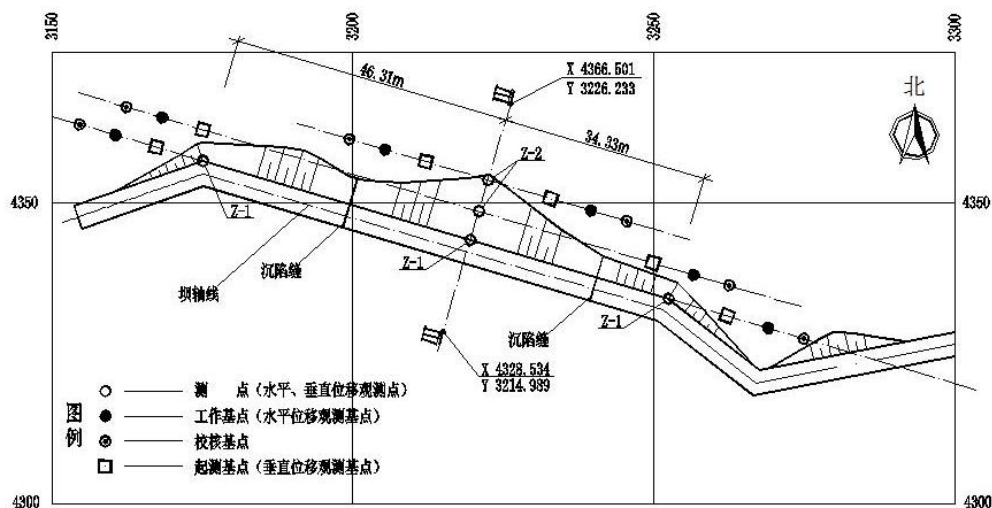 3150
3200
3250
3300
46.31m
34.33m
Ⅲ
X 4366.501
Y 3226.233
北
Z-2
4350
4350
Z-1
Z-1
Z-1
沉陷缝
坝轴线
沉陷缝
Ⅲ
X 4328.534
Y 3214.989
图例
测 点（水平、垂直位移观测点）
工作基点（水平位移观测基点）
校核基点
起测基点（垂直位移观测基点）
4300
4300